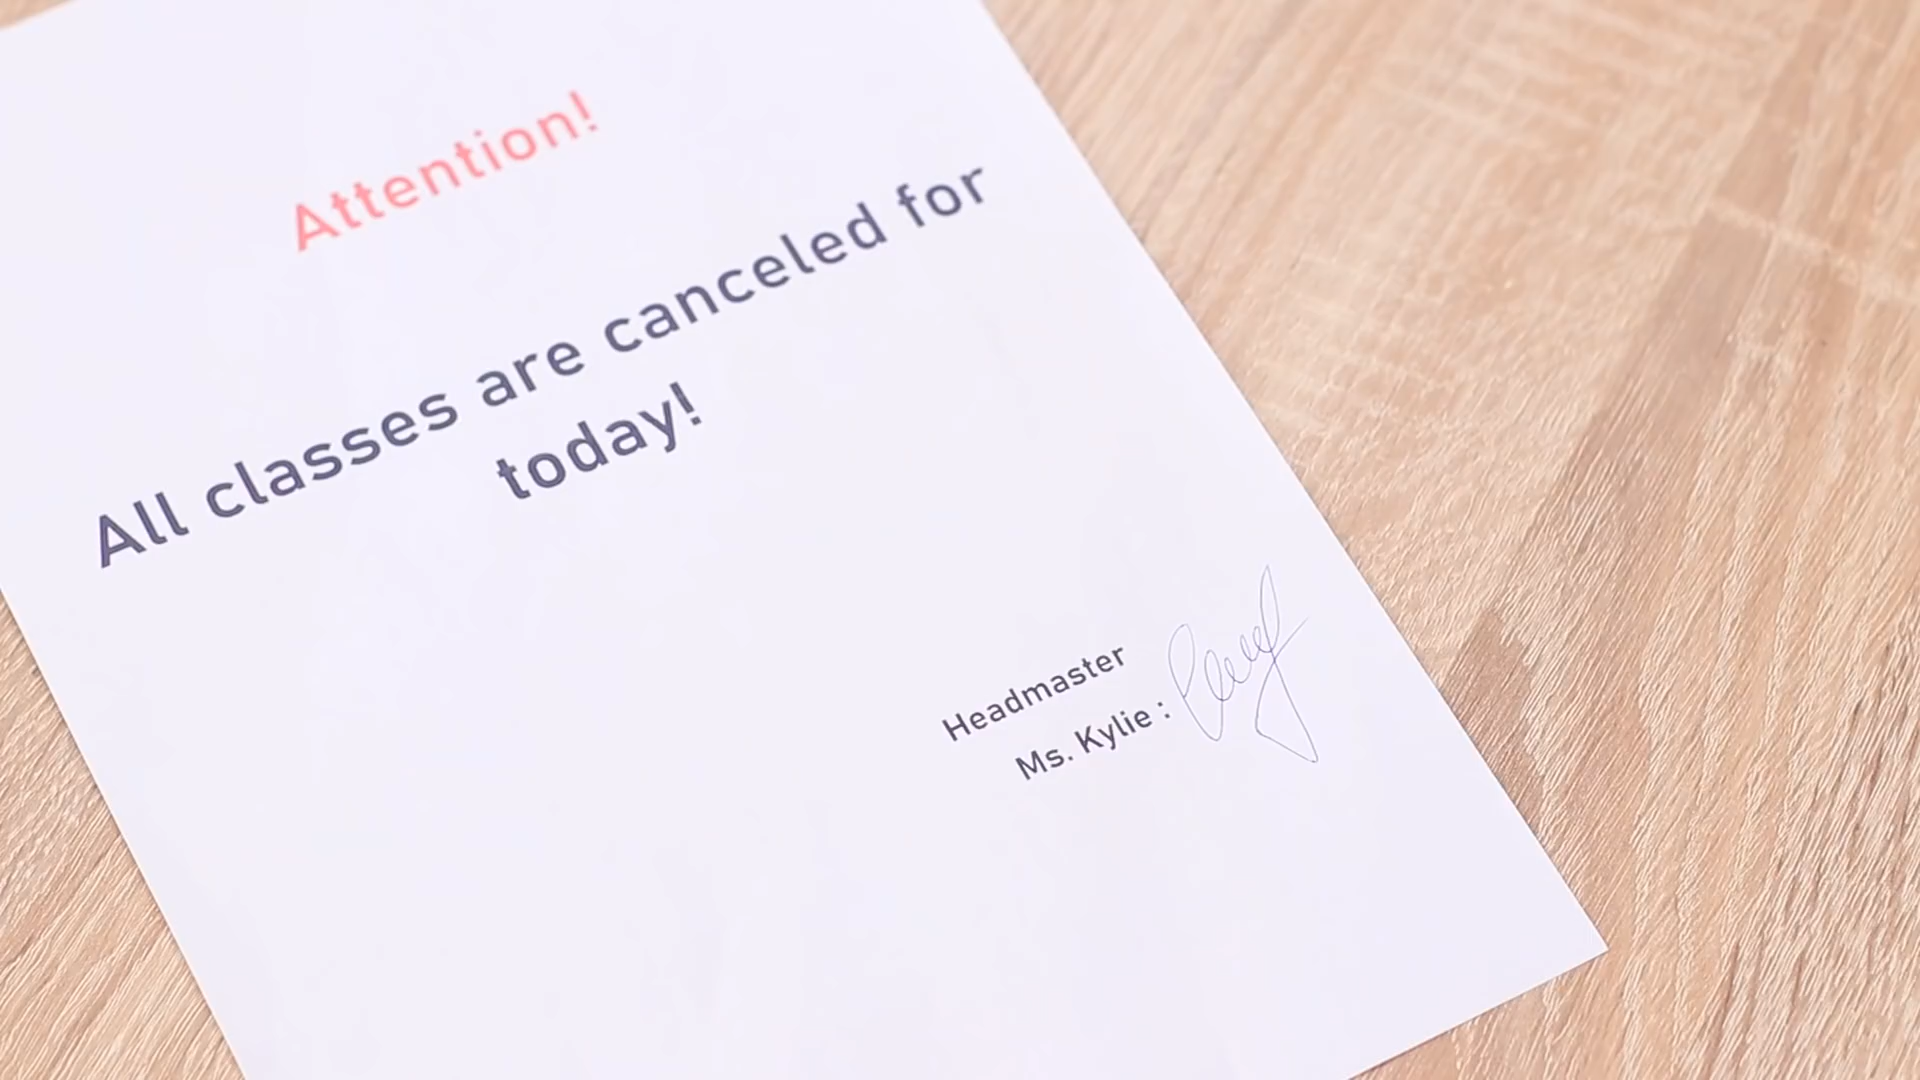 Attention!
All classes are canceled for
today!
Headmaster
Ms. Kylie :